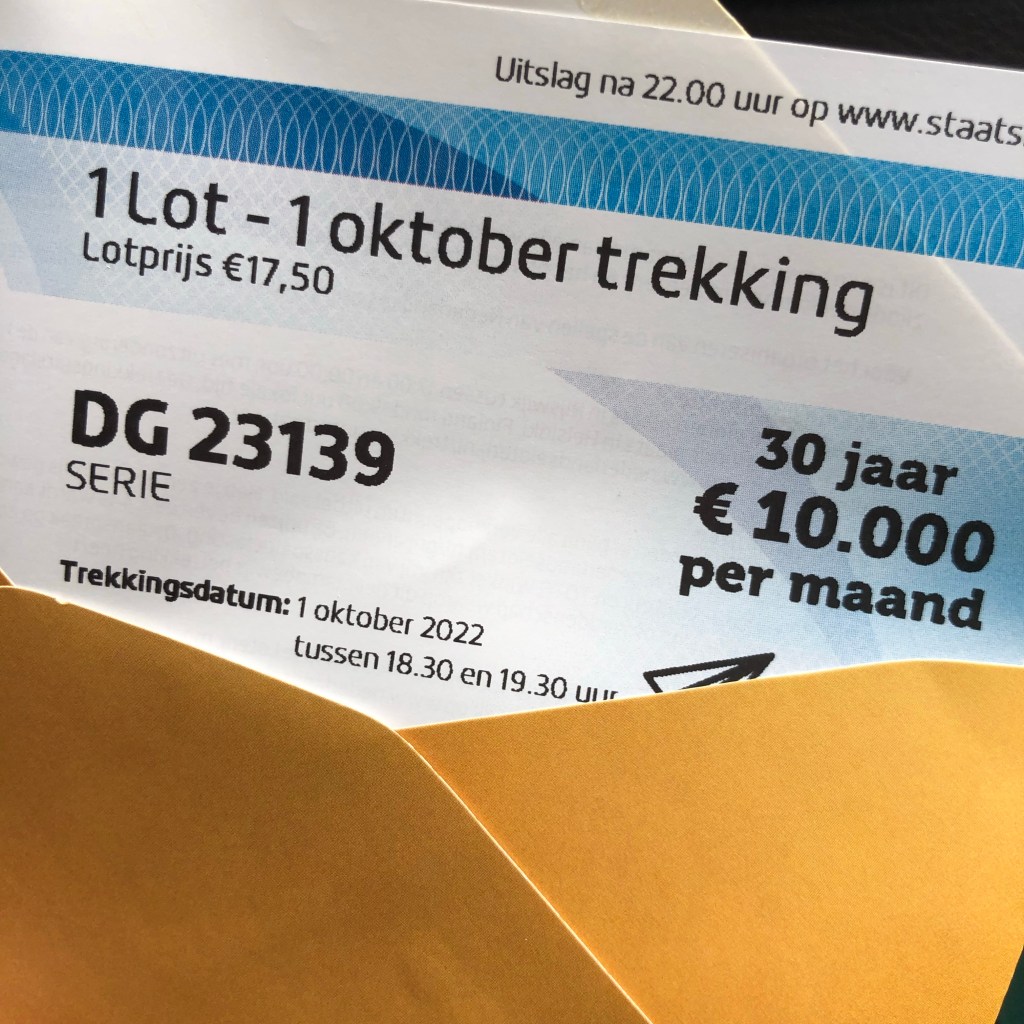 Uitslag na 22.00 uur op www.staats
1 Lot - 1 oktober trekking
Lotprijs €17,50
DG 23139
SERIE
30 jaar
€ 10.000
per maand
Trekkingsdatum: 1 oktober 2022
tussen 18.30 en 19.30 uur